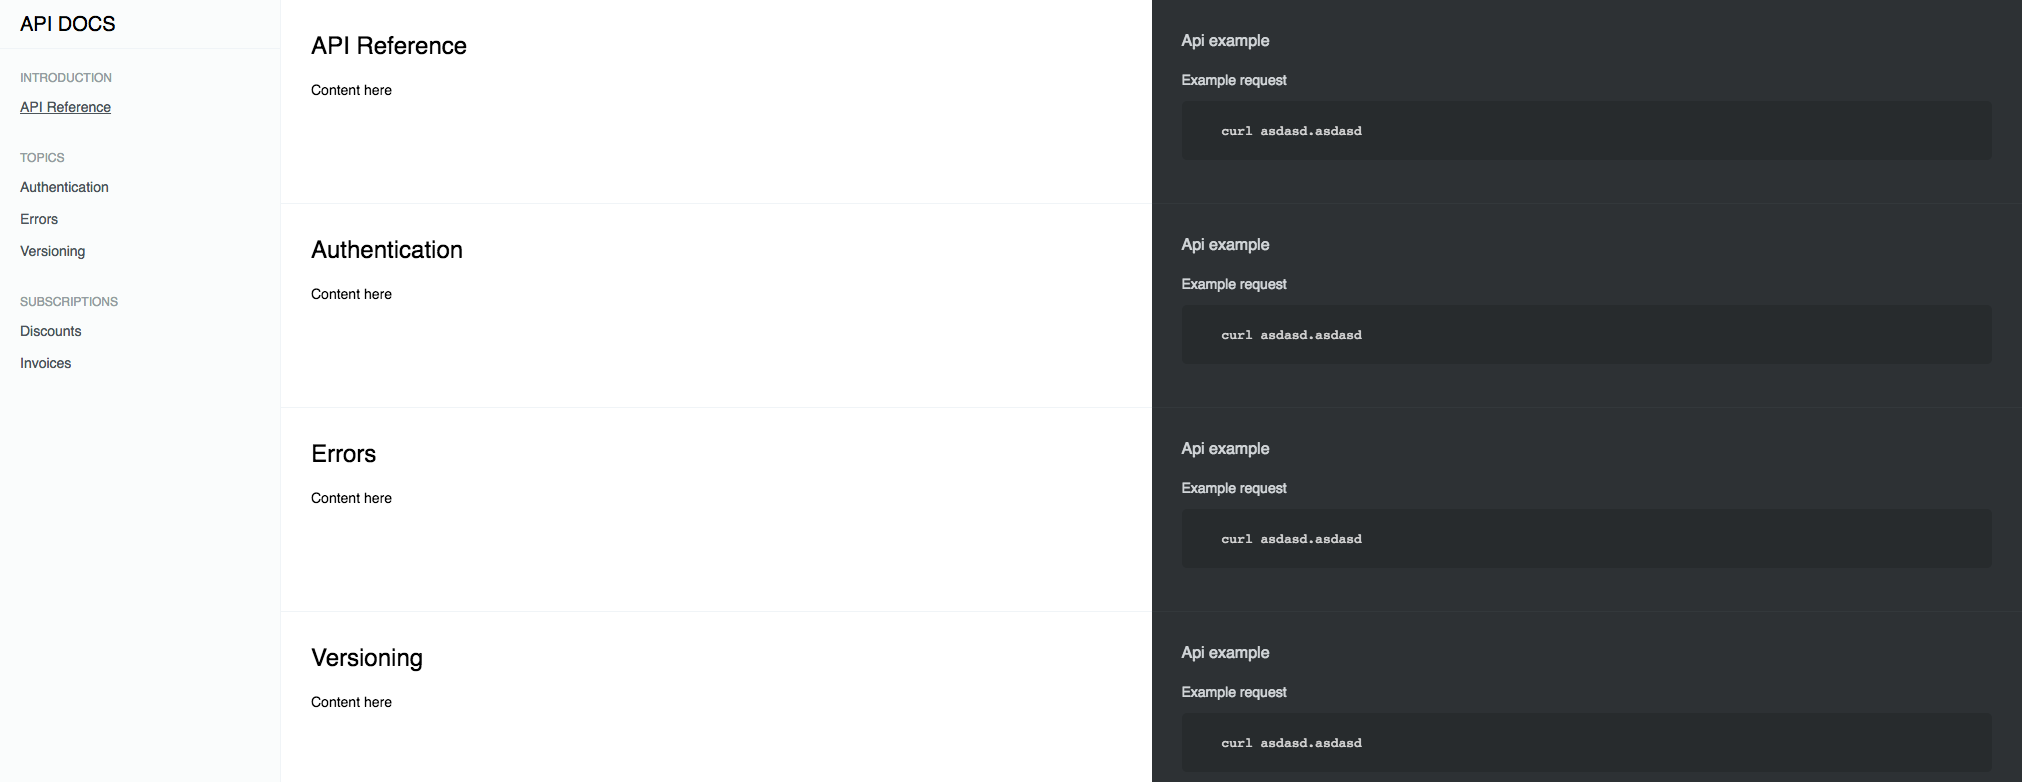 API DOCS
INTRODUCTION
API Reference
TOPICS
Authentication
Errors
Versioning
SUBSCRIPTIONS
Discounts
Invoices
API Reference
Content here
Api example
Example request
curl asdasd.asdasd
Authentication
Content here
Api example
Example request
curl asdasd.asdasd
Errors
Content here
Api example
Example request
curl asdasd.asdasd
Versioning
Content here
Api example
Example request
curl asdasd.asdasd